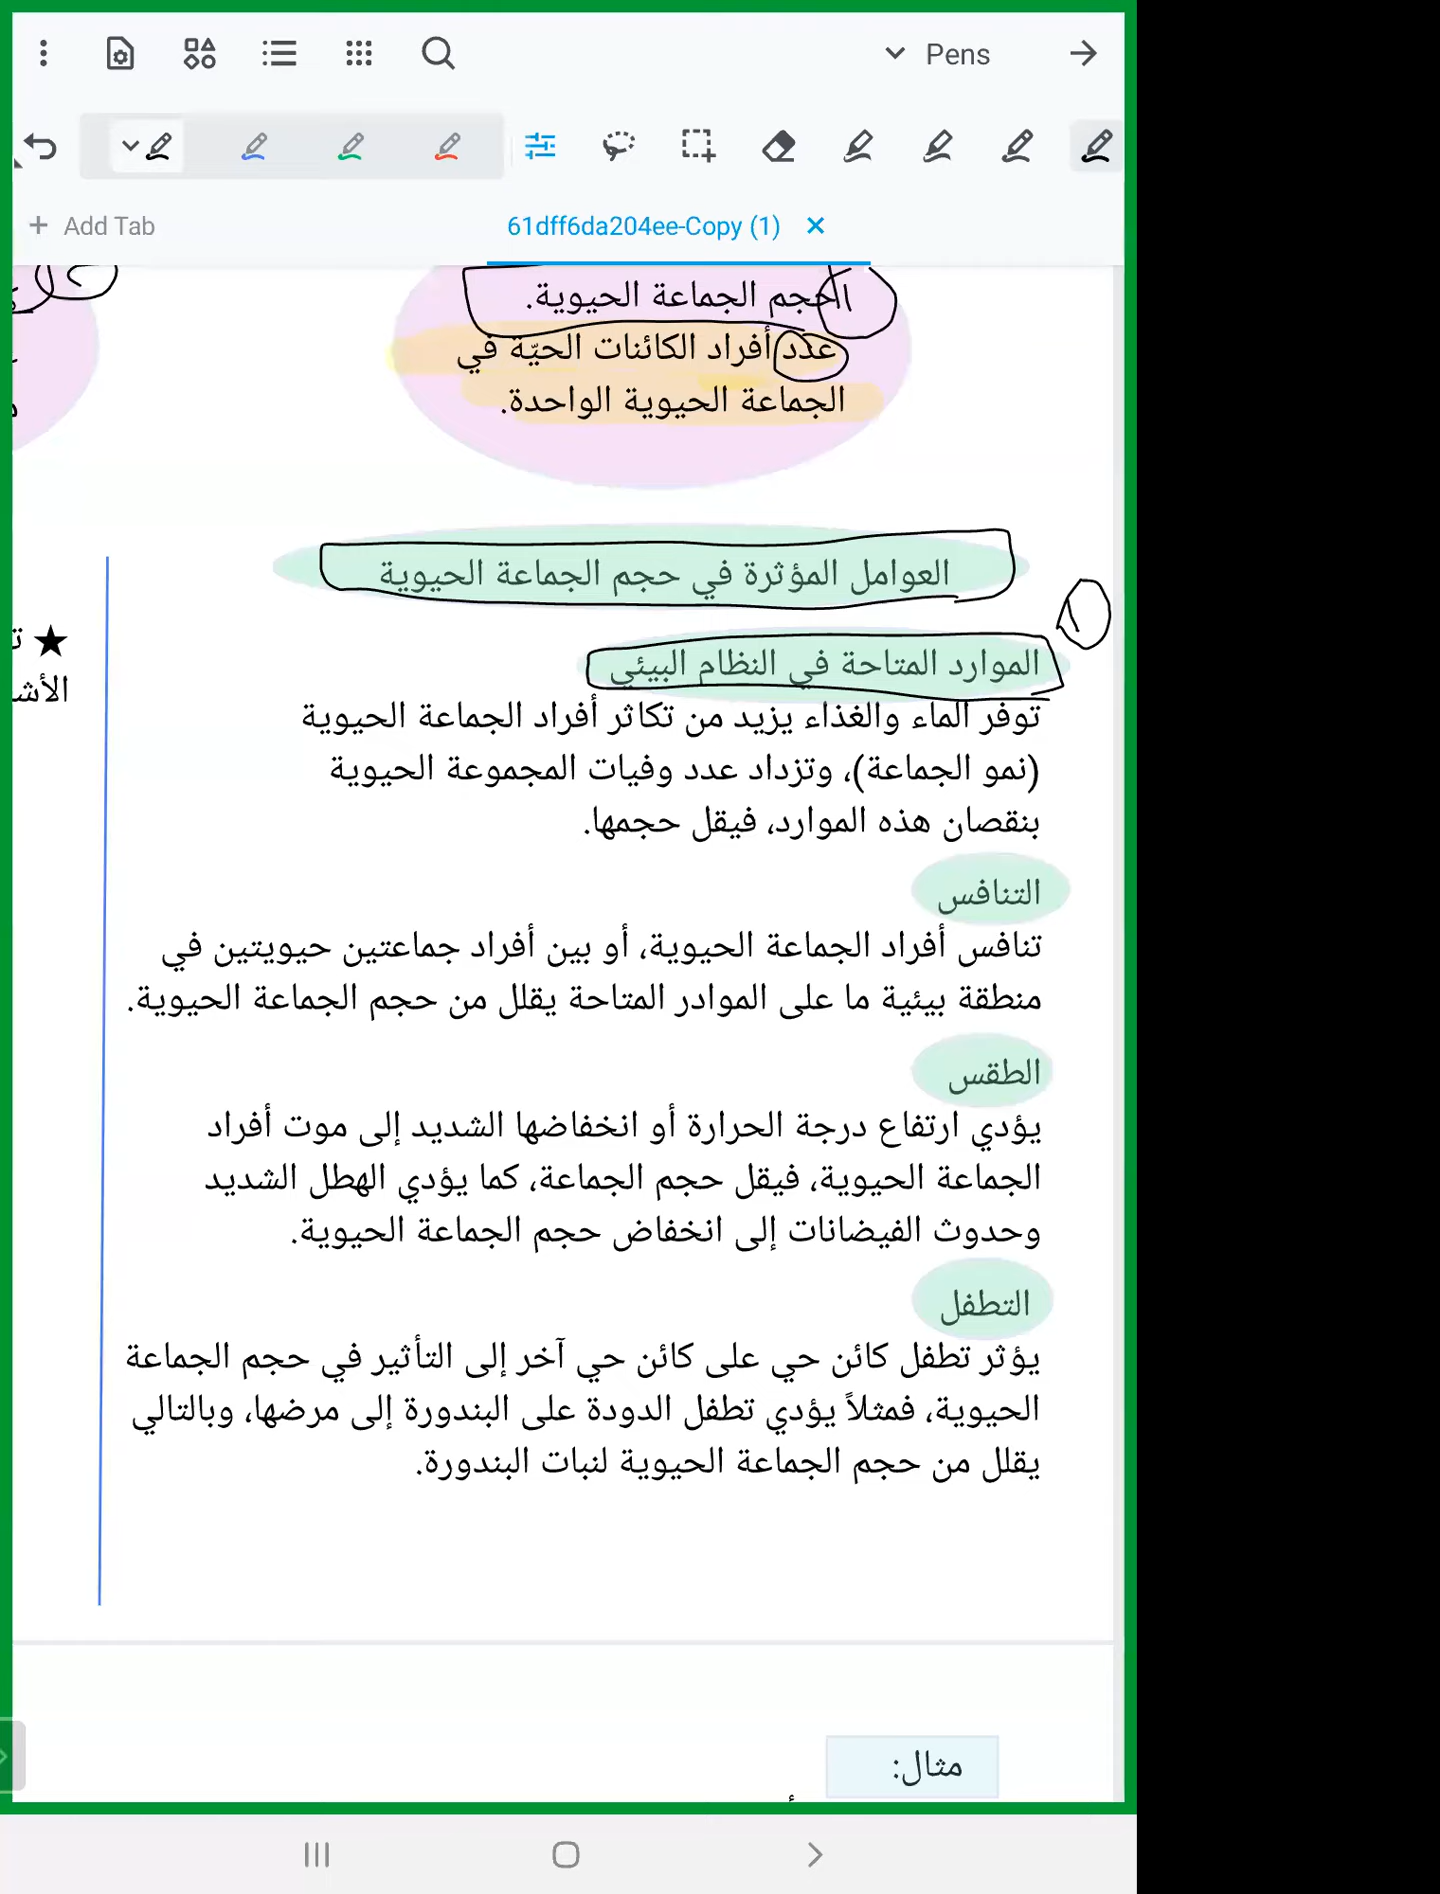 Pens
Add Tab
61dff6da204ee-Copy (1)
حجم الجماعة الحيوية.
عدد أفراد الكائنات الحيّة في
الجماعة الحيوية الواحدة.
العوامل المؤثرة في حجم الجماعة الحيوية
الموارد المتاحة في النظام البيئي
توفر الماء والغذاء يزيد من تكاثر أفراد الجماعة الحيوية
(نمو الجماعة)، وتزداد عدد وفيات المجموعة الحيوية
بنقصان هذه الموارد، فيقل حجمها.
التنافس
تنافس أفراد الجماعة الحيوية، أو بين أفراد جماعتين حيويتين في
منطقة بيئية ما على الموادر المتاحة يقلل من حجم الجماعة الحيوية.
الطقس
يؤدي ارتفاع درجة الحرارة أو انخفاضها الشديد إلى موت أفراد
الجماعة الحيوية، فيقل حجم الجماعة، كما يؤدي الهطل الشديد
وحدوث الفيضانات إلى انخفاض حجم الجماعة الحيوية.
التطفل
يؤثر تطفل كائن حي على كائن حي آخر إلى التأثير في حجم الجماعة
الحيوية، فمثلاً يؤدي تطفل الدودة على البندورة إلى مرضها، وبالتالي
يقلل من حجم الجماعة الحيوية لنبات البندورة.
مثال: